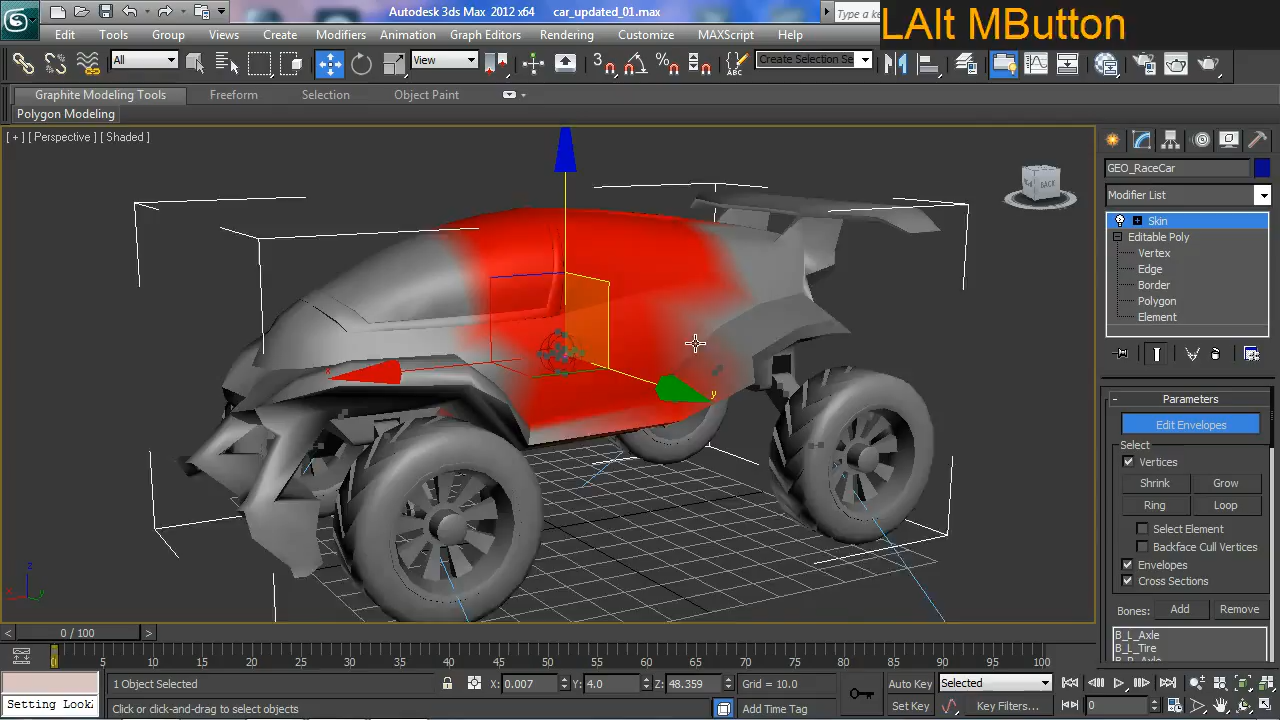 Autodesk 3ds Max 2012 x64 car_updated_01.max
Type a ke
LAlt MButton
Edit Tools Group Views Create Modifiers Animation Graph Editors Rendering Customize MAXScript Help
All
View
3
Create Selection Se
Graphite Modeling Tools Freeform Selection Object Paint
Polygon Modeling
[ + ] [ Perspective ] [ Shaded ]
BACK
GEO_RaceCar
Modifier List
Skin
Editable Poly
Vertex
Edge
Border
Polygon
Element
Parameters
Edit Envelopes
Select
Vertices
Shrink Grow
Ring Loop
Select Element
Backface Cull Vertices
Envelopes
Cross Sections
Bones: Add Remove
B_L_Axle
B_L_Tire
y
z
x y
< 0 / 100 >
5 10 15 20 25 30 35 40 45 50 55 60 65 70 75 80 85 90 95 100
1 Object Selected X: 0.007 Y: 4.0 Z: 48.359 Grid = 10.0 Auto Key Selected
Setting Look Click or click-and-drag to select objects Add Time Tag Set Key Key Filters... 0